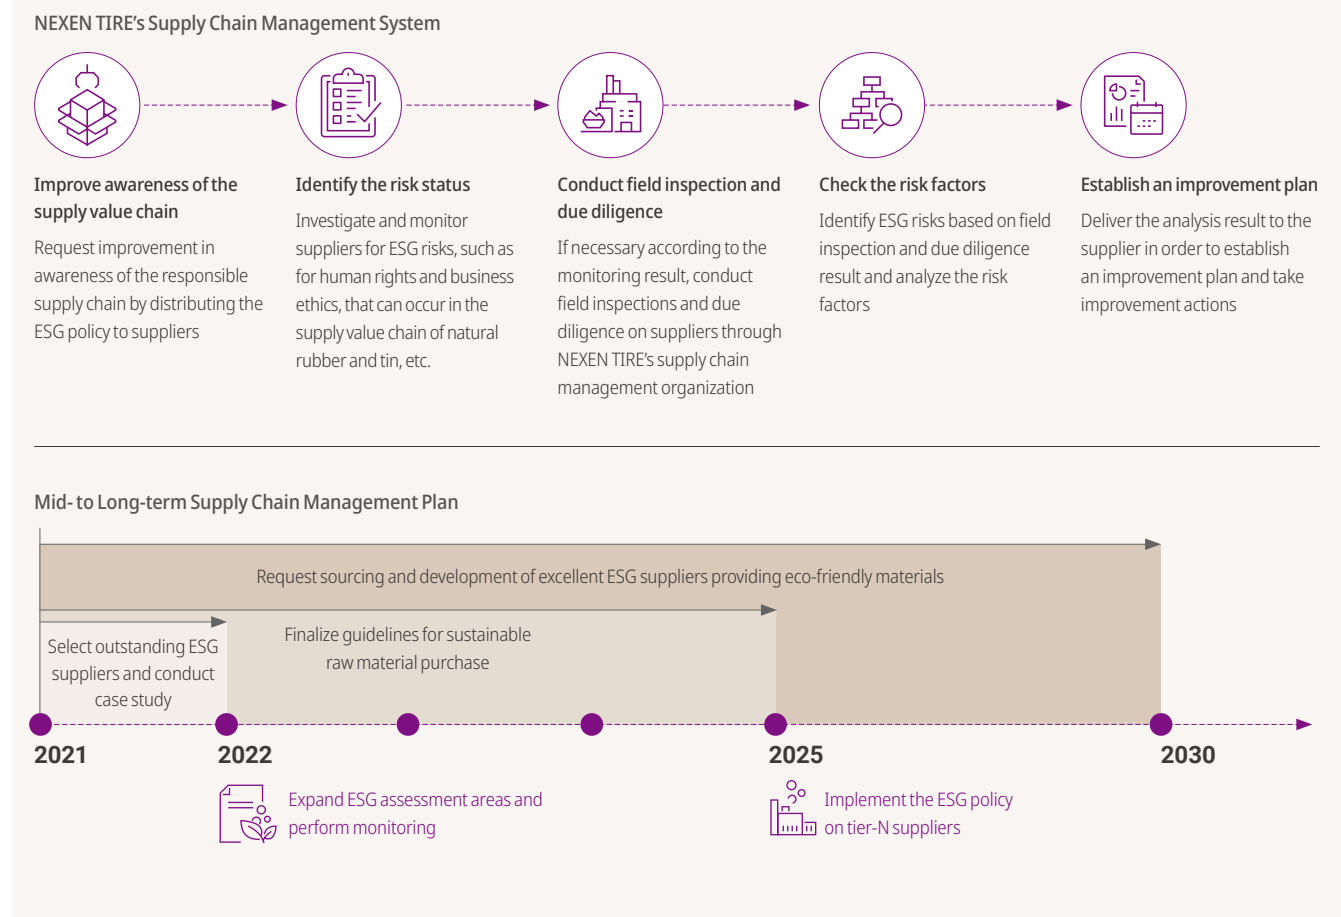 NEXEN TIRE's Supply Chain Management System
Improve awareness of the
supply value chain
Request improvement in
awareness of the responsible
supply chain by distributing the
ESG policy to suppliers
Identify the risk status
Investigate and monitor
suppliers for ESG risks, such as
for human rights and business
ethics, that can occur in the
supply value chain of natural
rubber and tin, etc.
Conduct field inspection and
due diligence
If necessary according to the
monitoring result, conduct
field inspections and due
diligence on suppliers through
NEXEN TIRE's supply chain
management organization
Check the risk factors
Identify ESG risks based on field
inspection and due diligence
result and analyze the risk
factors
Establish an improvement plan
Deliver the analysis result to the
supplier in order to establish
an improvement plan and take
improvement actions
Mid- to Long-term Supply Chain Management Plan
Request sourcing and development of excellent ESG suppliers providing eco-friendly materials
Finalize guidelines for sustainable
raw material purchase
Select outstanding ESG
suppliers and conduct
case study
2021
2022
2025
2030
Expand ESG assessment areas and
perform monitoring
Implement the ESG policy
on tier-N suppliers